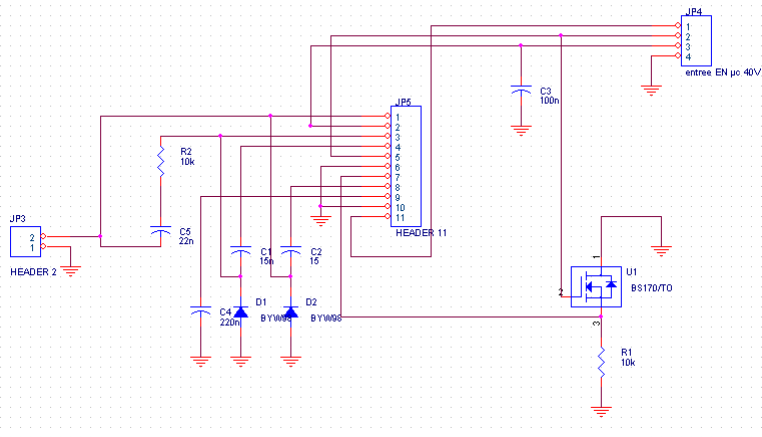 JP4
1
2
3
4
entree EN µc 40V
C3
100n
JP5
1
2
3
4
5
6
7
8
9
10
11
HEADER 11
R2
10k
C5
22n
JP3
2
1
HEADER 2
C1
15n
C2
15
C4
220n
D1
BYW98
D2
BYW98
1
2
3
U1
BS170/TO
R1
10k